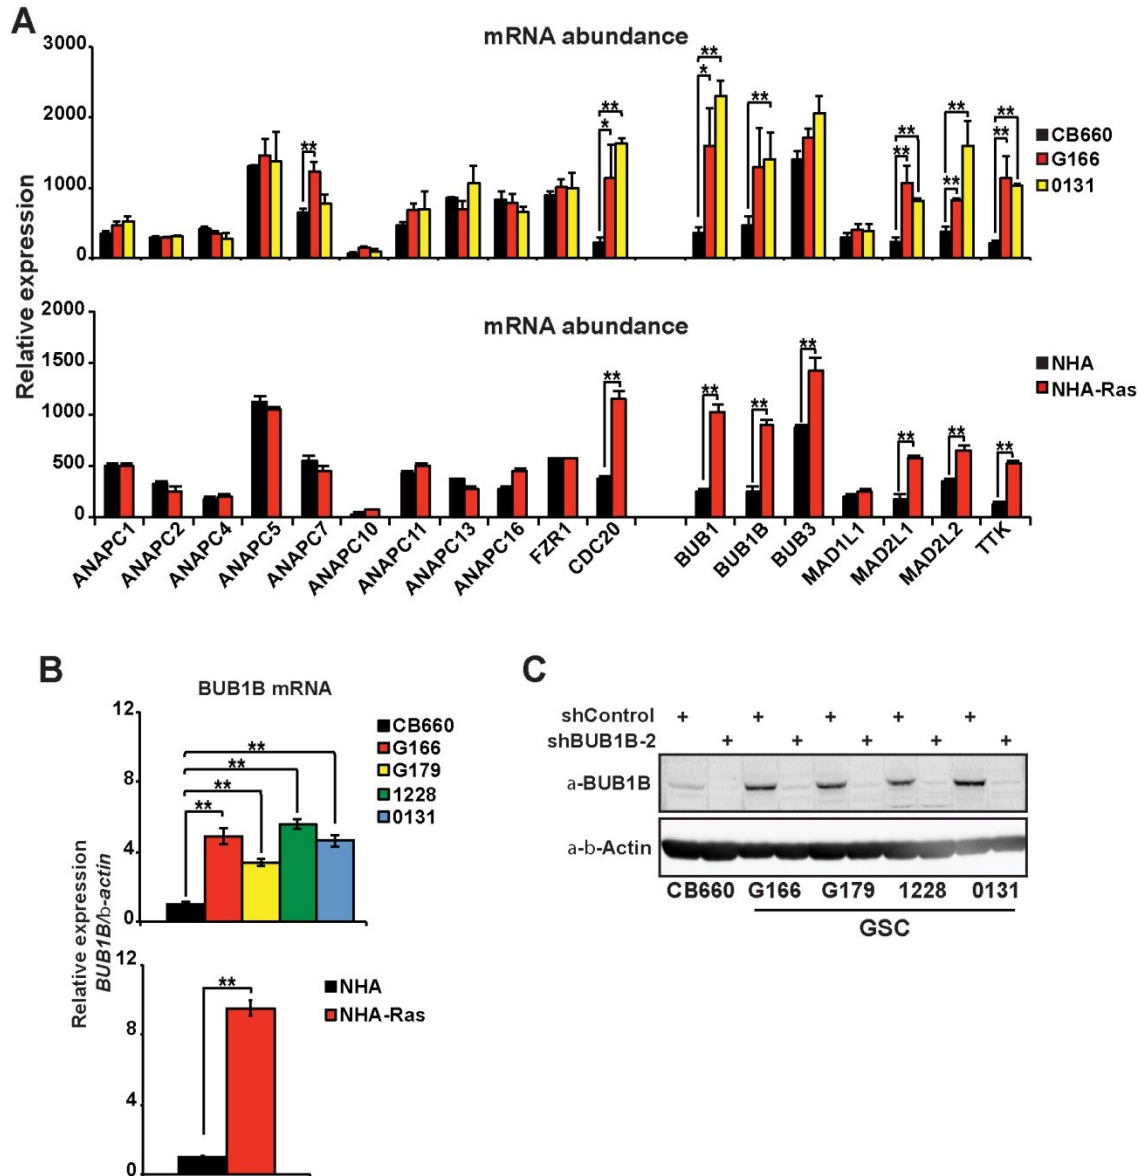 A
mRNA abundance
3000
2000
1000
0
Relative expression
** ** * ** * ** ** ** ** ** ** ** **
CB660
G166
0131
mRNA abundance
2000
1500
1000
500
0
** ** ** ** ** ** **
NHA
NHA-Ras
ANAPC1 ANAPC2 ANAPC4 ANAPC5 ANAPC7 ANAPC10 ANAPC11 ANAPC13 ANAPC16 FZR1 CDC20 BUB1 BUB1B BUB3 MAD1L1 MAD2L1 MAD2L2 TTK
B
BUB1B mRNA
12
8
4
0
**
**
**
**
CB660
G166
G179
1228
0131
Relative expression
BUB1B/b-actin
12
8
4
0
**
NHA
NHA-Ras
C
shControl + + + + +
shBUB1B-2 + + + + +
a-BUB1B
a-b-Actin
CB660 G166 G179 1228 0131
GSC